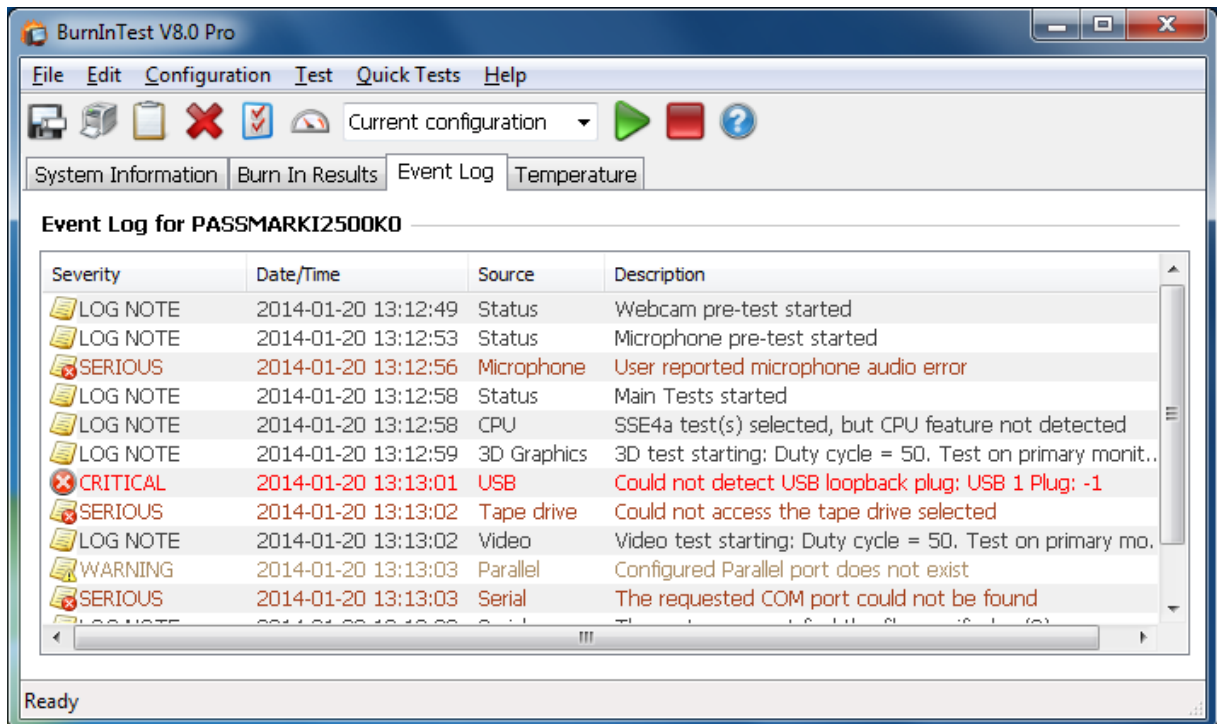 BurnInTest V8.0 Pro
File Edit Configuration Test Quick Tests Help
Current configuration
System Information Burn In Results Event Log Temperature
Event Log for PASSMARKI2500K0
Severity Date/Time Source Description
LOG NOTE 2014-01-20 13:12:49 Status Webcam pre-test started
LOG NOTE 2014-01-20 13:12:53 Status Microphone pre-test started
SERIOUS 2014-01-20 13:12:56 Microphone User reported microphone audio error
LOG NOTE 2014-01-20 13:12:58 Status Main Tests started
LOG NOTE 2014-01-20 13:12:58 CPU SSE4a test(s) selected, but CPU feature not detected
LOG NOTE 2014-01-20 13:12:59 3D Graphics 3D test starting: Duty cycle = 50. Test on primary monit..
CRITICAL 2014-01-20 13:13:01 USB Could not detect USB loopback plug: USB 1 Plug: -1
SERIOUS 2014-01-20 13:13:02 Tape drive Could not access the tape drive selected
LOG NOTE 2014-01-20 13:13:02 Video Video test starting: Duty cycle = 50. Test on primary mo.
WARNING 2014-01-20 13:13:03 Parallel Configured Parallel port does not exist
SERIOUS 2014-01-20 13:13:03 Serial The requested COM port could not be found
Ready